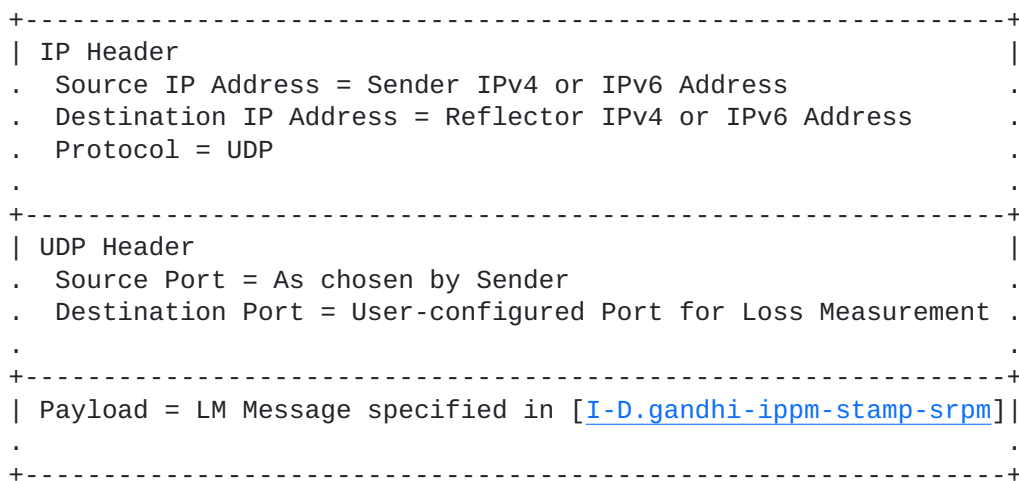 +---------------------------------------------------------------+
| IP Header                                                     |
.  Source IP Address = Sender IPv4 or IPv6 Address              .
.  Destination IP Address = Reflector IPv4 or IPv6 Address      .
.  Protocol = UDP                                               .
.                                                               .
+---------------------------------------------------------------+
| UDP Header                                                    |
.  Source Port = As chosen by Sender                            .
.  Destination Port = User-configured Port for Loss Measurement .
.                                                               .
+---------------------------------------------------------------+
| Payload = LM Message specified in [I-D.gandhi-ippm-stamp-srpm]|
.                                                               .
+---------------------------------------------------------------+